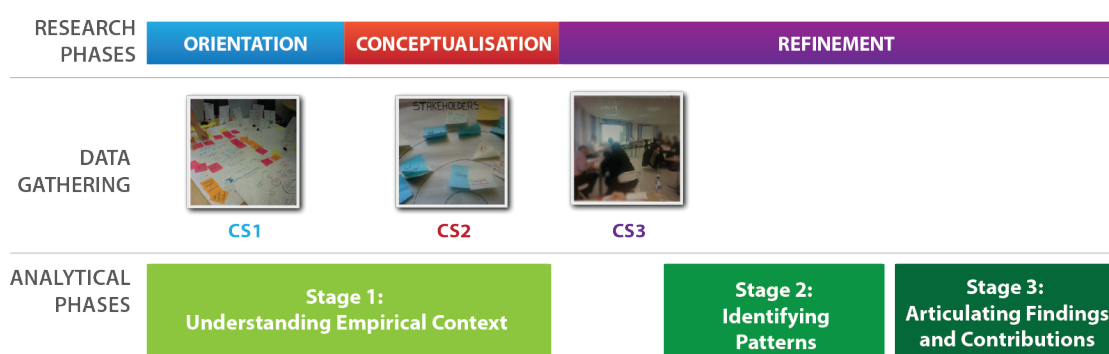 RESEARCH
PHASES
ORIENTATION
CONCEPTUALISATION
REFINEMENT
DATA
GATHERING
STAKEHOLDERS
CS1
CS2
CS3
ANALYTICAL
PHASES
Stage 1:
Understanding Empirical Context
Stage 2:
Identifying
Patterns
Stage 3:
Articulating Findings
and Contributions